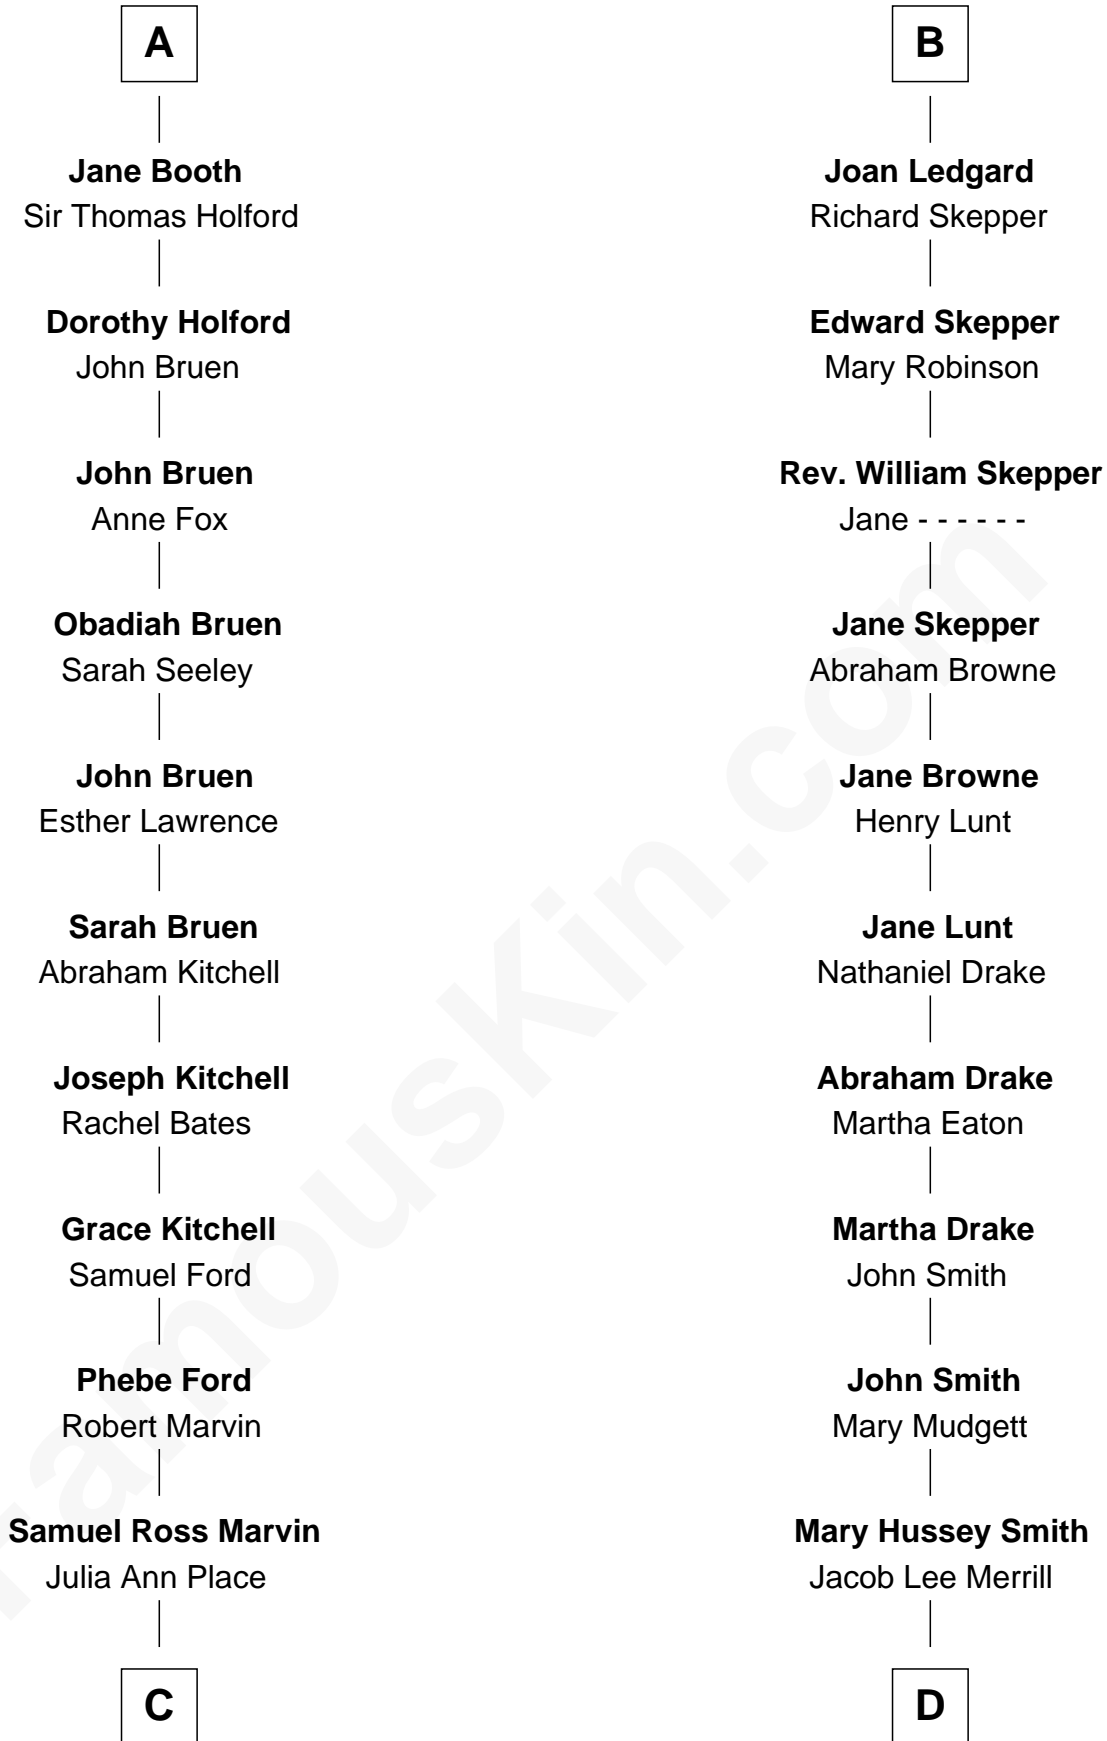 A
Jane Booth
Sir Thomas Holford
Dorothy Holford
John Bruen
John Bruen
Anne Fox
Obadiah Bruen
Sarah Seeley
John Bruen
Esther Lawrence
Sarah Bruen
Abraham Kitchell
Joseph Kitchell
Rachel Bates
Grace Kitchell
Samuel Ford
Phebe Ford
Robert Marvin
Samuel Ross Marvin
Julia Ann Place
C
B
Joan Ledgard
Richard Skepper
Edward Skepper
Mary Robinson
Rev. William Skepper
Jane - - - - - -
Jane Skepper
Abraham Browne
Jane Browne
Henry Lunt
Jane Lunt
Nathaniel Drake
Abraham Drake
Martha Eaton
Martha Drake
John Smith
John Smith
Mary Mudgett
Mary Hussey Smith
Jacob Lee Merrill
D
FamousKin.com